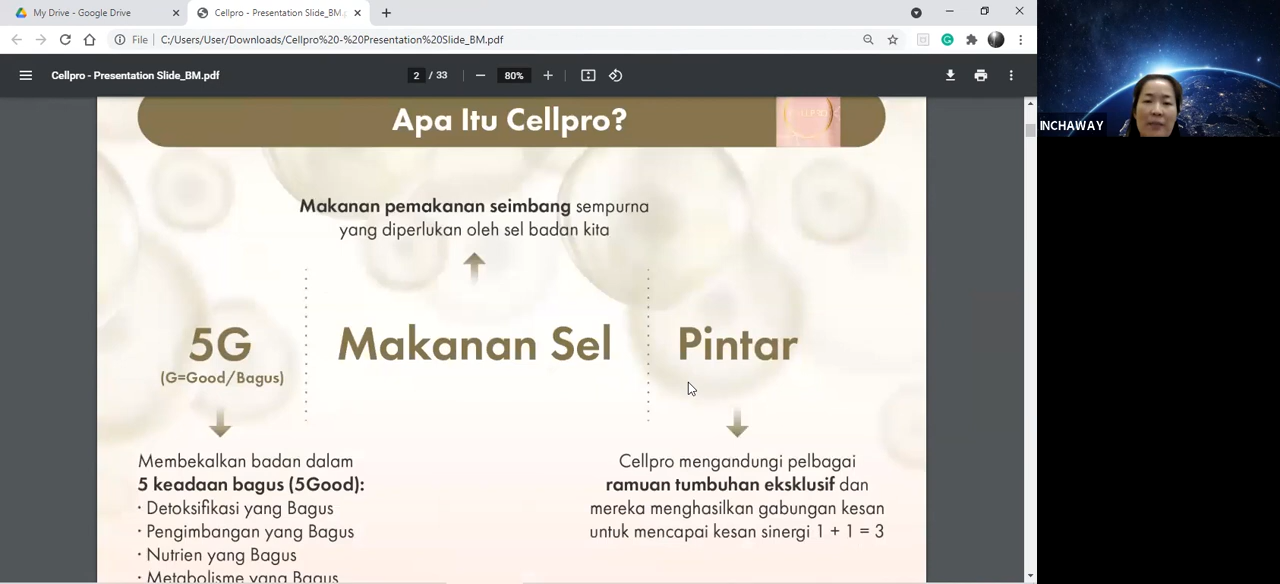 My Drive - Google Drive
Cellpro - Presentation Slide_BM.p
File
C:/Users/User/Downloads/Cellpro%20-%20Presentation%20Slide_BM.pdf
Cellpro - Presentation Slide_BM.pdf
2 / 33
80%
INCHAWAY
Apa Itu Cellpro?
Makanan pemakanan seimbang sempurna
yang diperlukan oleh sel badan kita
5G
(G=Good/Bagus)
Makanan Sel
Pintar
Membekalkan badan dalam
5 keadaan bagus (5Good):
· Detoksifikasi yang Bagus
· Pengimbangan yang Bagus
· Nutrien yang Bagus
· Metabolisme yang Bagus
Cellpro mengandungi pelbagai
ramuan tumbuhan eksklusif dan
mereka menghasilkan gabungan kesan
untuk mencapai kesan sinergi 1 + 1 = 3